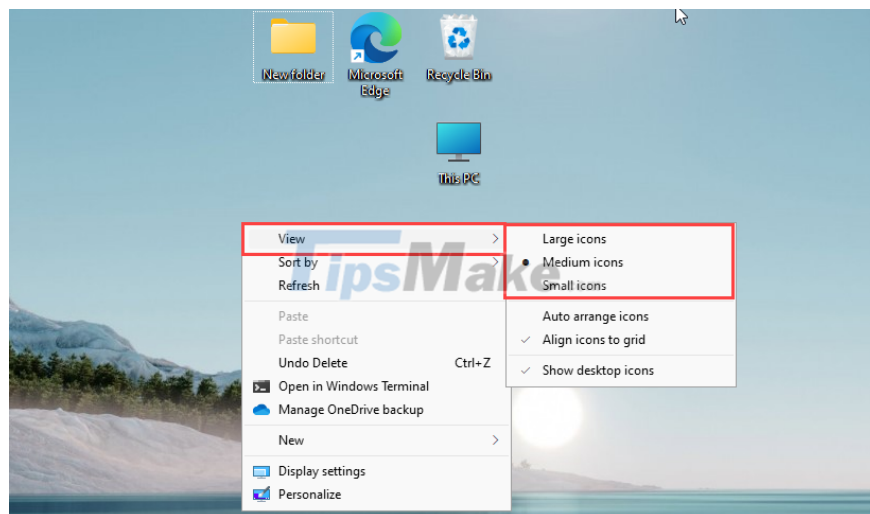 New folder
Microsoft
Edge
Recycle Bin
This PC
View
Sort by
Refresh
Paste
Paste shortcut
Undo Delete Ctrl+Z
Open in Windows Terminal
Manage OneDrive backup
New
Display settings
Personalize
Large icons
Medium icons
Small icons
Auto arrange icons
Align icons to grid
Show desktop icons
TipsMake